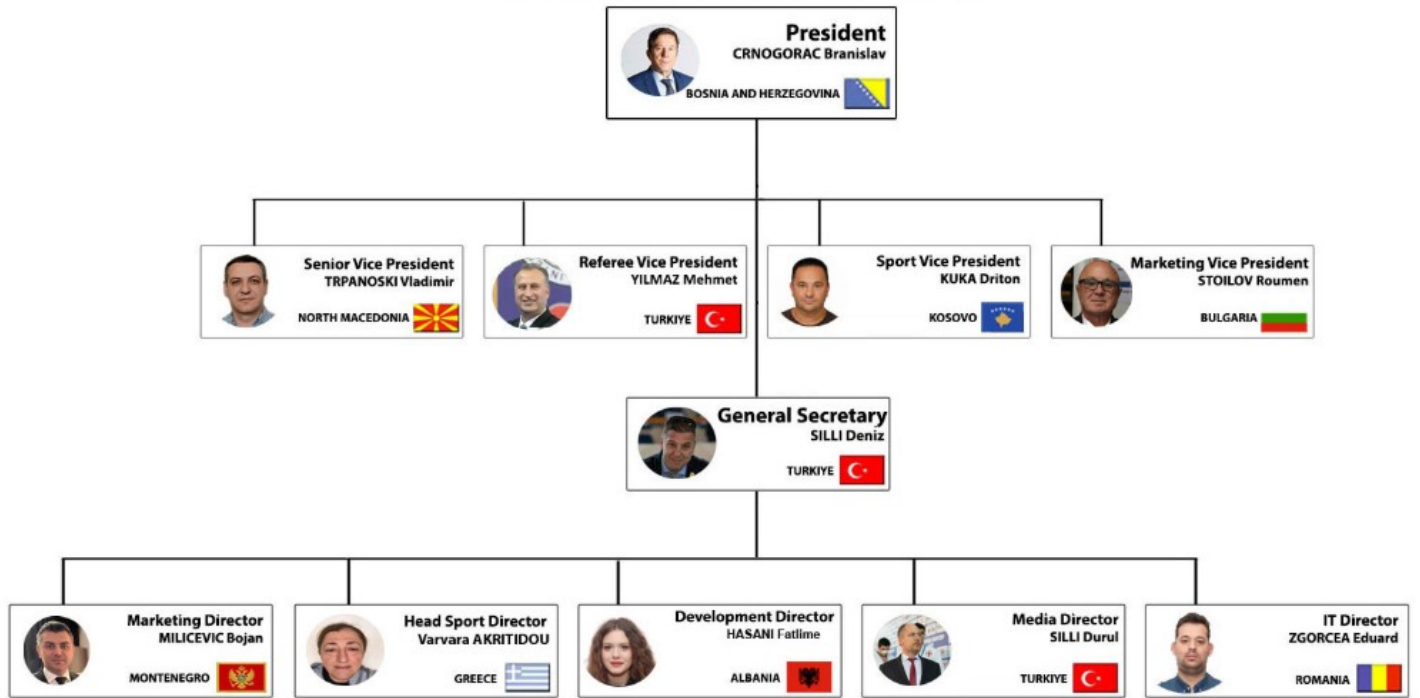 President
CRNOGORAC Branislav
BOSNIA AND HERZEGOVINA
Senior Vice President
TRPANOSKI Vladimir
NORTH MACEDONIA
Referee Vice President
YILMAZ Mehmet
TURKIYE
Sport Vice President
KUKA Driton
KOSOVO
Marketing Vice President
STOILOV Roumen
BULGARIA
General Secretary
SILLI Deniz
TURKIYE
Marketing Director
MILICEVIC Bojan
MONTENEGRO
Head Sport Director
Varvara AKRITIDOU
GREECE
Development Director
HASANI Fatlime
ALBANIA
Media Director
SILLI Durul
TURKIYE
IT Director
ZGORCEA Eduard
ROMANIA